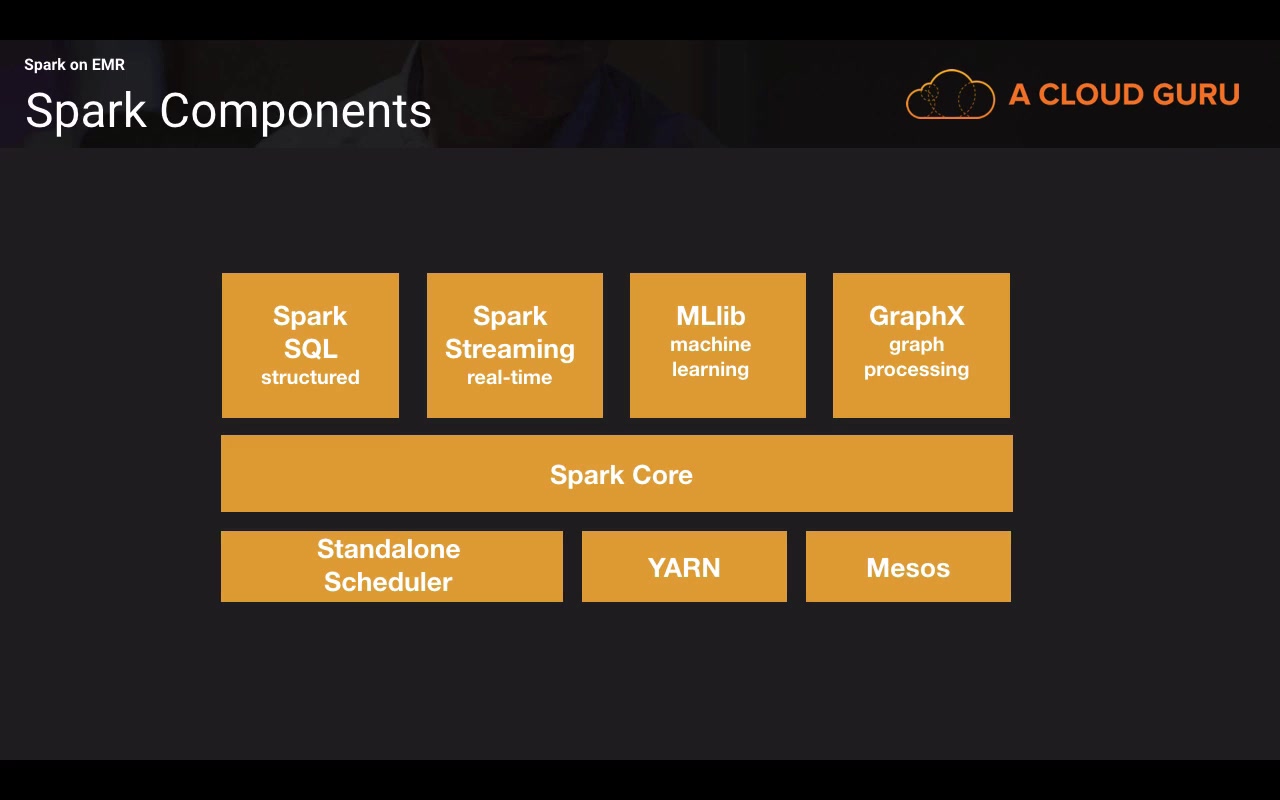 Spark on EMR
Spark Components
A CLOUD GURU
Spark
SQL
structured
Spark
Streaming
real-time
MLlib
machine
learning
GraphX
graph
processing
Spark Core
Standalone
Scheduler
YARN
Mesos